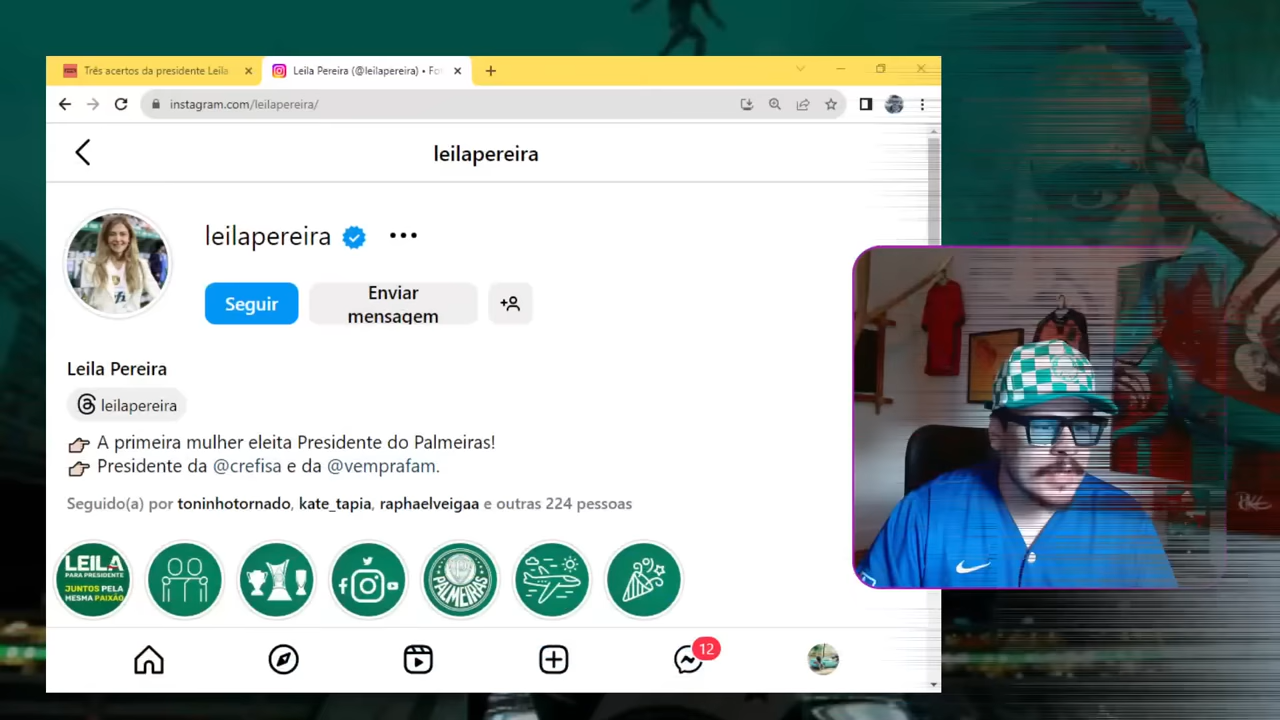 Três acertos da presidente Leila
Leila Pereira (@leilapereira) • Fo
instagram.com/leilapereira/
leilapereira
leilapereira
Seguir
Enviar
mensagem
Leila Pereira
leilapereira
👉 A primeira mulher eleita Presidente do Palmeiras!
👉 Presidente da @crefisa e da @vemprafam.
Seguido(a) por toninhotornado, kate_tapia, raphaelveigaa e outras 224 pessoas
LEILA
PARA PRESIDENTE
JUNTOS PELA
MESMA PAIXÃO
PALMEIRAS
12